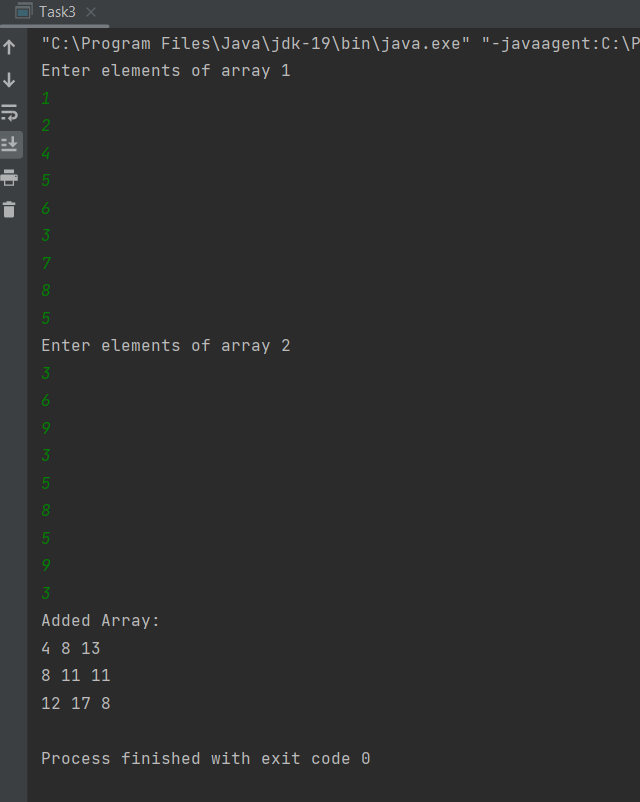 Task3
"C:\Program Files\Java\jdk-19\bin\java.exe" "-javaagent:C:\P
Enter elements of array 1
1
2
4
5
6
3
7
8
5
Enter elements of array 2
3
6
9
3
5
8
5
9
3
Added Array:
4 8 13
8 11 11
12 17 8
Process finished with exit code 0